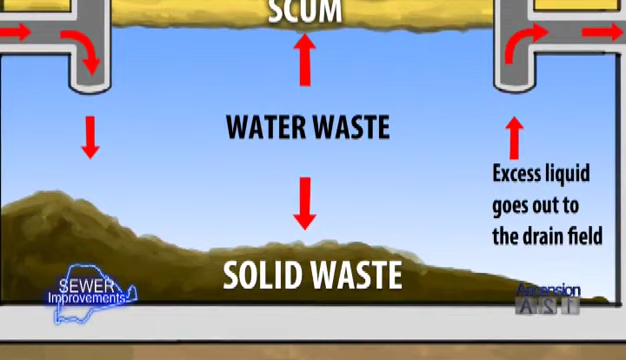 SCUM
WATER WASTE
Excess liquid
goes out to
the drain field
SOLID WASTE
SEWER
Improvements
Ascension